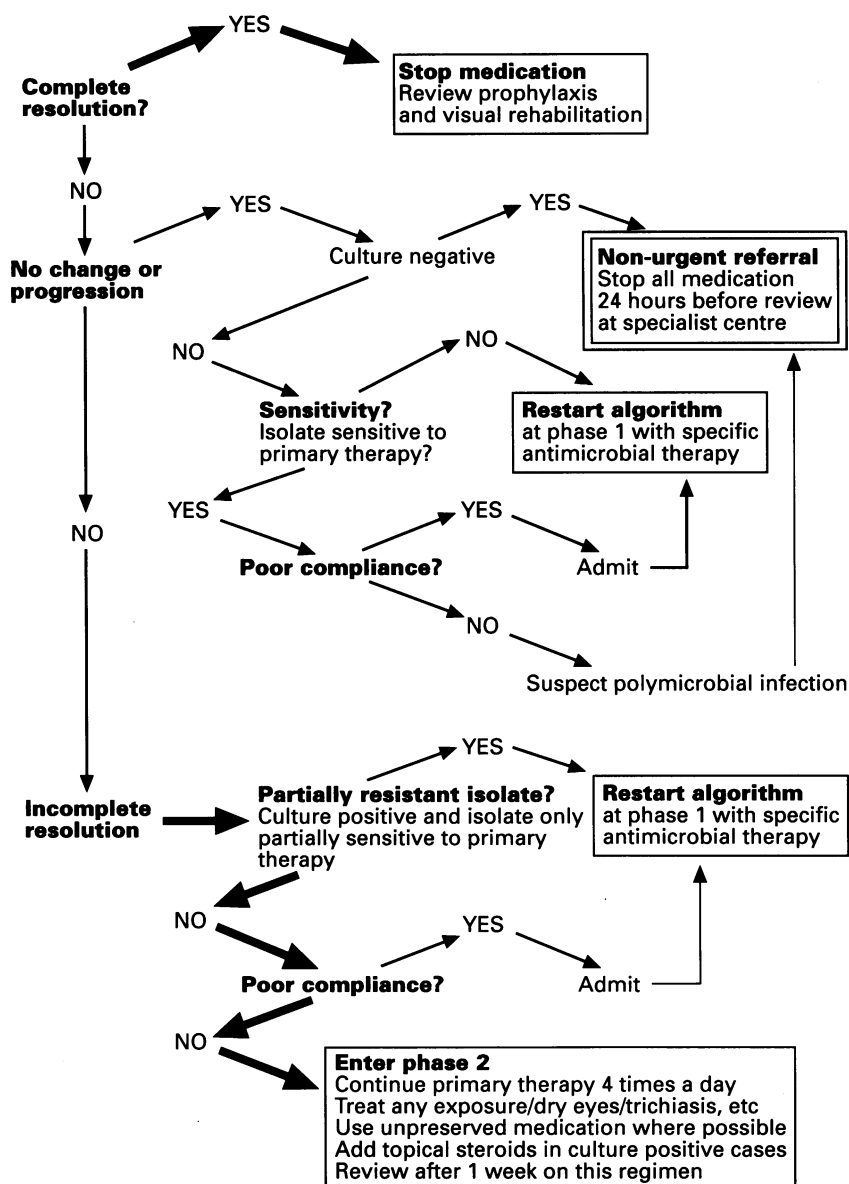 YES
Complete
resolution?
Stop medication
Review prophylaxis
and visual rehabilitation
NO
YES
YES
No change or
progression
Culture negative
Non-urgent referral
Stop all medication
24 hours before review
at specialist centre
NO
NO
Sensitivity?
Isolate sensitive to
primary therapy?
Restart algorithm
at phase 1 with specific
antimicrobial therapy
YES
NO
YES
Poor compliance?
Admit
NO
Suspect polymicrobial infection
YES
Incomplete
resolution
Partially resistant isolate?
Culture positive and isolate only
partially sensitive to primary
therapy
Restart algorithm
at phase 1 with specific
antimicrobial therapy
NO
YES
Poor compliance?
Admit
NO
Enter phase 2
Continue primary therapy 4 times a day
Treat any exposure/dry eyes/trichiasis, etc
Use unpreserved medication where possible
Add topical steroids in culture positive cases
Review after 1 week on this regimen